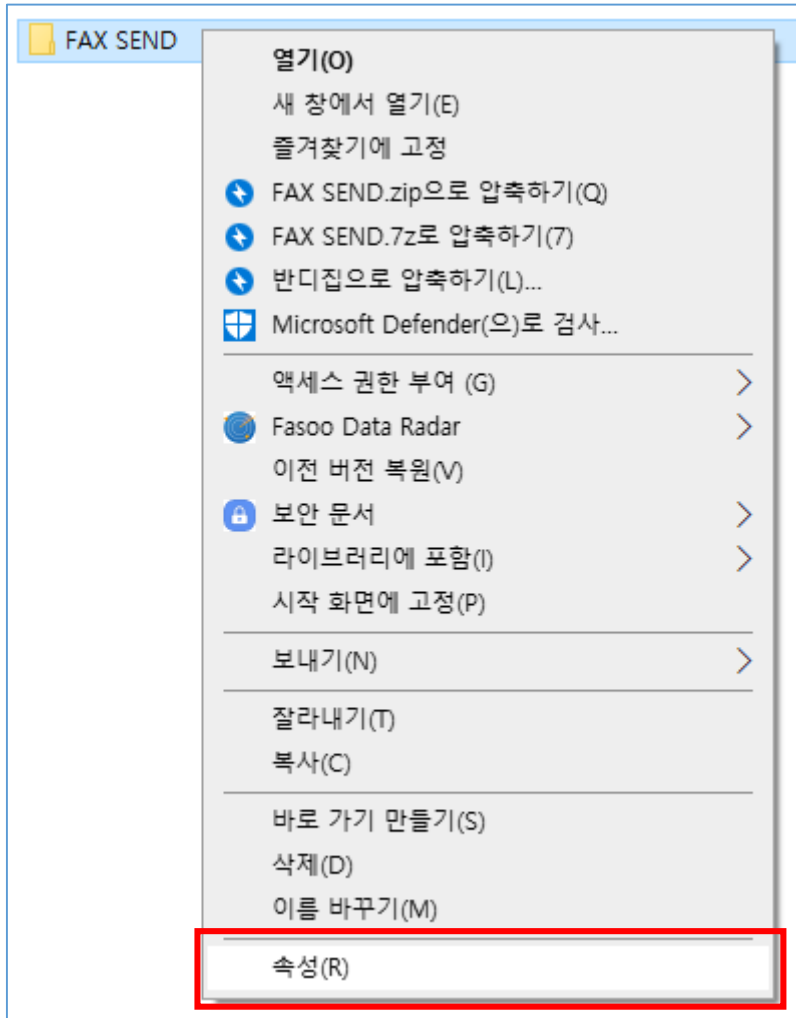 FAX SEND
열기(O)
새 창에서 열기(E)
즐겨찾기에 고정
FAX SEND.zip으로 압축하기(Q)
FAX SEND.7z로 압축하기(7)
반디집으로 압축하기(L)...
Microsoft Defender(으)로 검사...
액세스 권한 부여 (G)
Fasoo Data Radar
이전 버전 복원(V)
보안 문서
라이브러리에 포함(I)
시작 화면에 고정(P)
보내기(N)
잘라내기(T)
복사(C)
바로 가기 만들기(S)
삭제(D)
이름 바꾸기(M)
속성(R)